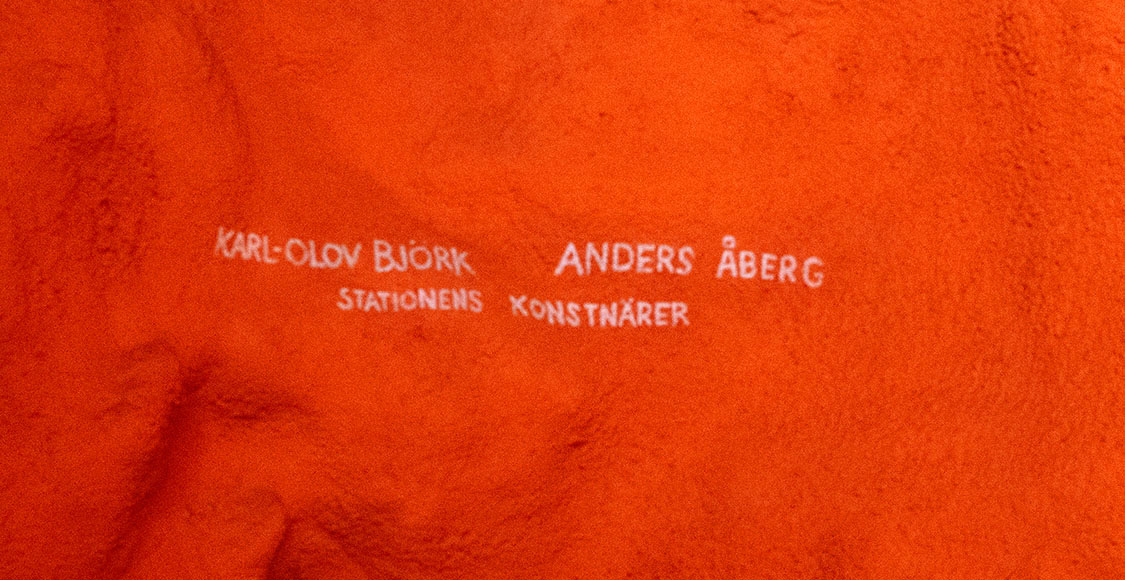 KARL-OLOV BJÖRK ANDERS ÅBERG
STATIONENS KONSTNÄRER